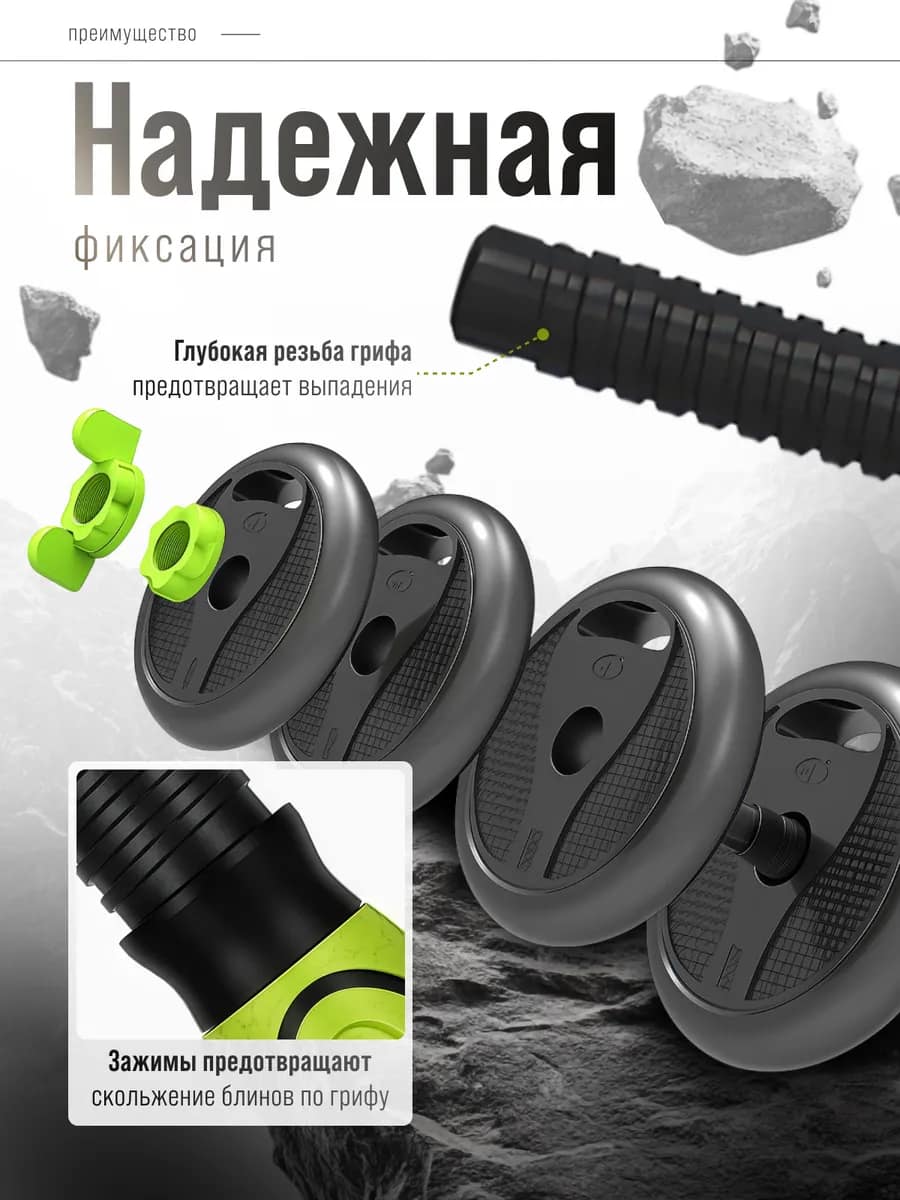 преимущество
Надежная
фиксация
Глубокая резьба грифа
предотвращает выпадения
Зажимы предотвращают
скольжение блинов по грифу